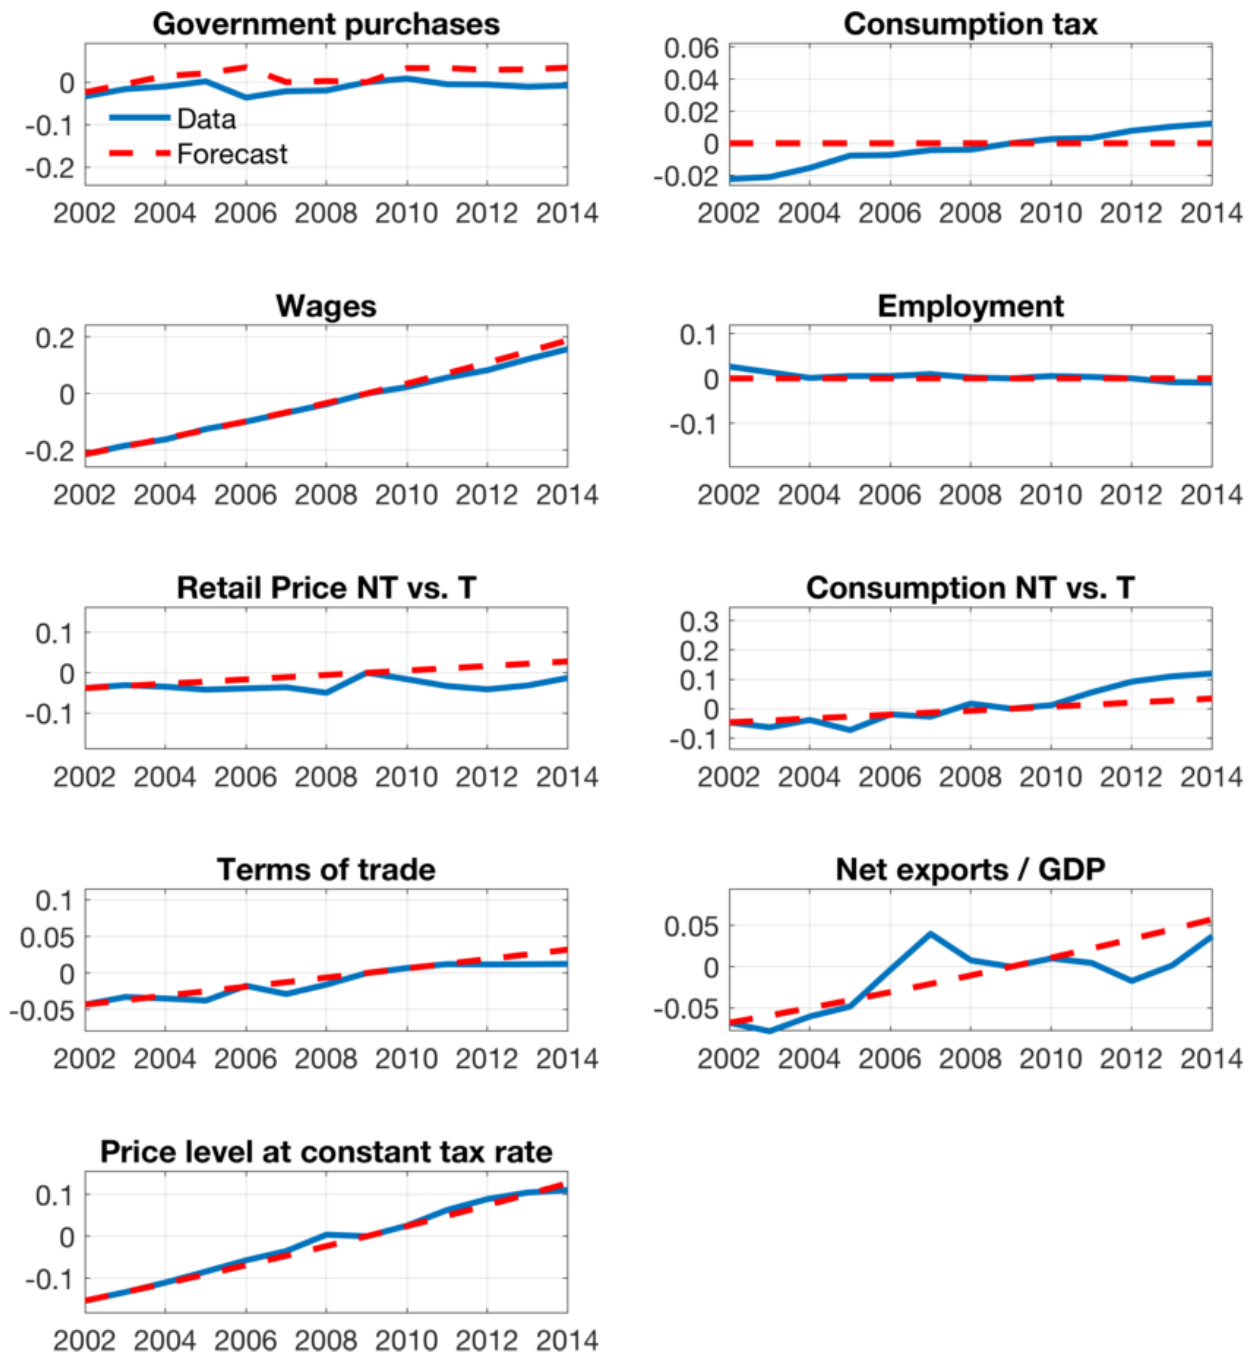 Government purchases
0
-0.1
-0.2
Data
Forecast
2002 2004 2006 2008 2010 2012 2014
Consumption tax
0.06
0.04
0.02
0
-0.02
2002 2004 2006 2008 2010 2012 2014
Wages
0.2
0
-0.2
2002 2004 2006 2008 2010 2012 2014
Employment
0.1
0
-0.1
2002 2004 2006 2008 2010 2012 2014
Retail Price NT vs. T
0.1
0
-0.1
2002 2004 2006 2008 2010 2012 2014
Consumption NT vs. T
0.3
0.2
0.1
0
-0.1
2002 2004 2006 2008 2010 2012 2014
Terms of trade
0.1
0.05
0
-0.05
2002 2004 2006 2008 2010 2012 2014
Net exports / GDP
0.05
0
-0.05
2002 2004 2006 2008 2010 2012 2014
Price level at constant tax rate
0.1
0
-0.1
2002 2004 2006 2008 2010 2012 2014